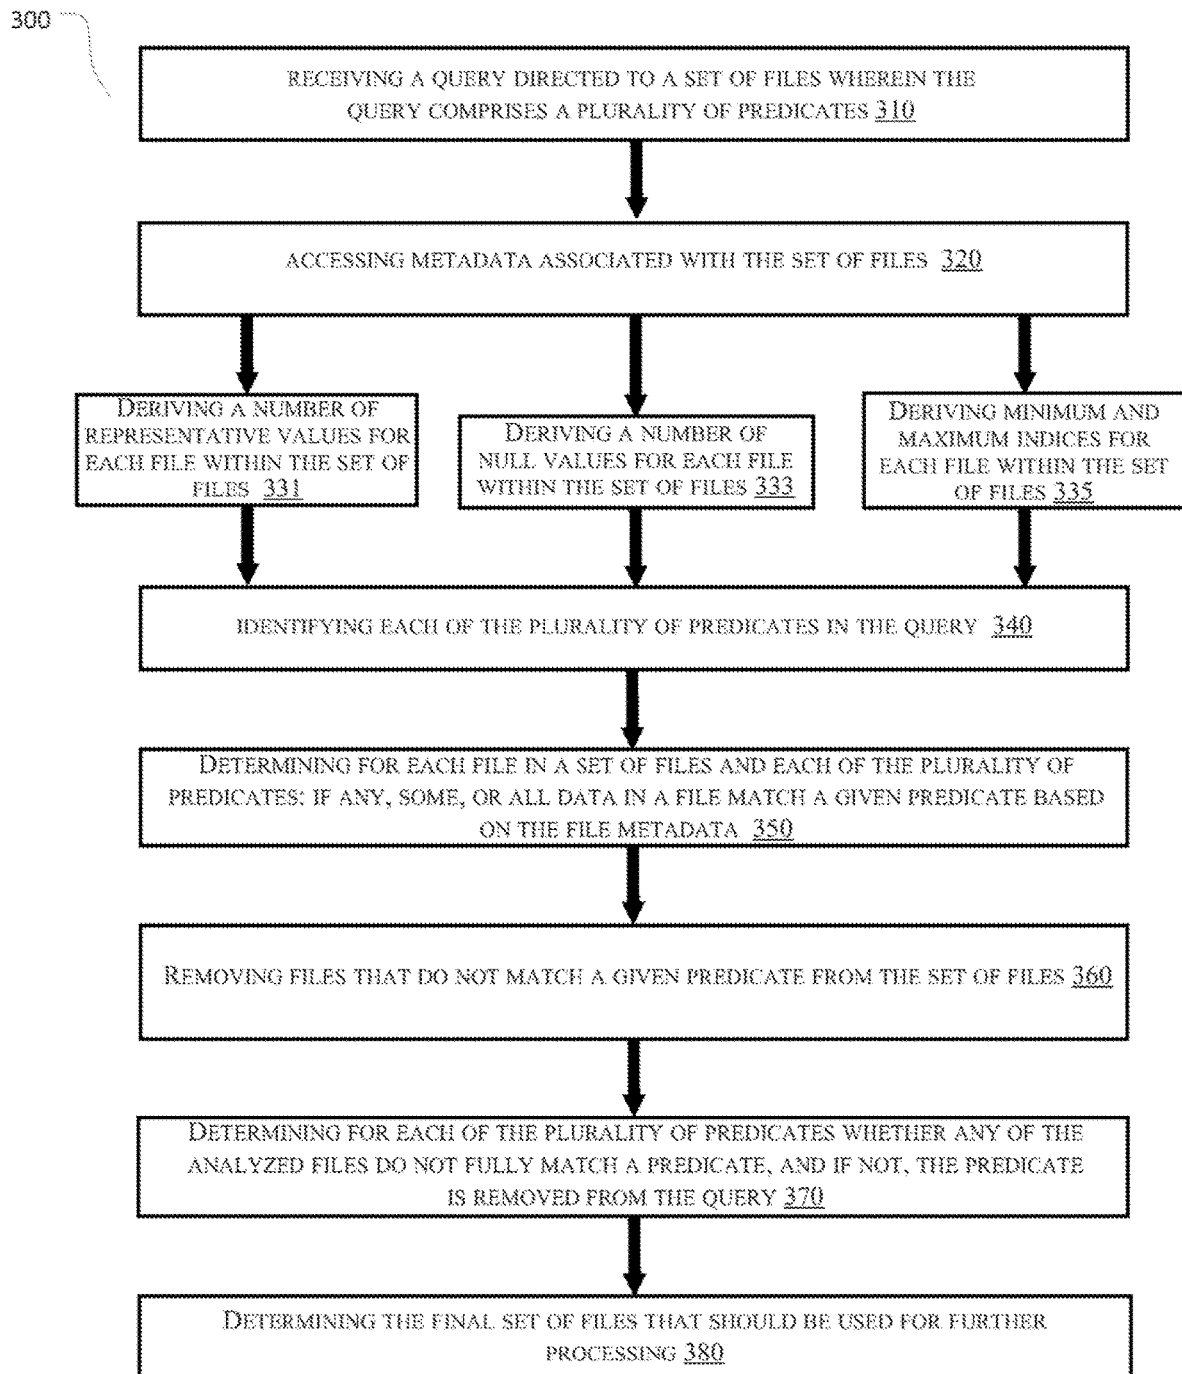 300
RECEIVING A QUERY DIRECTED TO A SET OF FILES WHEREIN THE
QUERY COMPRISES A PLURALITY OF PREDICATES 310
ACCESSING METADATA ASSOCIATED WITH THE SET OF FILES 320
DERIVING A NUMBER OF
REPRESENTATIVE VALUES FOR
EACH FILE WITHIN THE SET OF
FILES 331
DERIVING A NUMBER OF
NULL VALUES FOR EACH FILE
WITHIN THE SET OF FILES 333
DERIVING MINIMUM AND
MAXIMUM INDICES FOR
EACH FILE WITHIN THE SET
OF FILES 335
IDENTIFYING EACH OF THE PLURALITY OF PREDICATES IN THE QUERY 340
DETERMINING FOR EACH FILE IN A SET OF FILES AND EACH OF THE PLURALITY OF
PREDICATES: IF ANY, SOME, OR ALL DATA IN A FILE MATCH A GIVEN PREDICATE BASED
ON THE FILE METADATA 350
REMOVING FILES THAT DO NOT MATCH A GIVEN PREDICATE FROM THE SET OF FILES 360
DETERMINING FOR EACH OF THE PLURALITY OF PREDICATES WHETHER ANY OF THE
ANALYZED FILES DO NOT FULLY MATCH A PREDICATE, AND IF NOT, THE PREDICATE
IS REMOVED FROM THE QUERY 370
DETERMINING THE FINAL SET OF FILES THAT SHOULD BE USED FOR FURTHER
PROCESSING 380